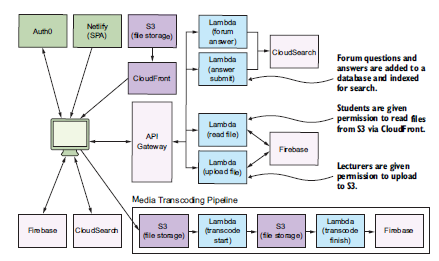 Auth0
Netlify
(SPA)
S3
(file storage)
Lambda
(forum
answer)
CloudSearch
CloudFront
Lambda
(answer
submit)
Forum questions and
answers are added to a
database and indexed
for search.
API
Gateway
Lambda
(read file)
Firebase
Lambda
(upload file)
Students are given
permission to read files
from S3 via CloudFront.
Lecturers are given
permission to upload
to S3.
Media Transcoding Pipeline
Firebase
CloudSearch
S3
(file storage)
Lambda
(transcode
start)
S3
(file storage)
Lambda
(transcode
finish)
Firebase